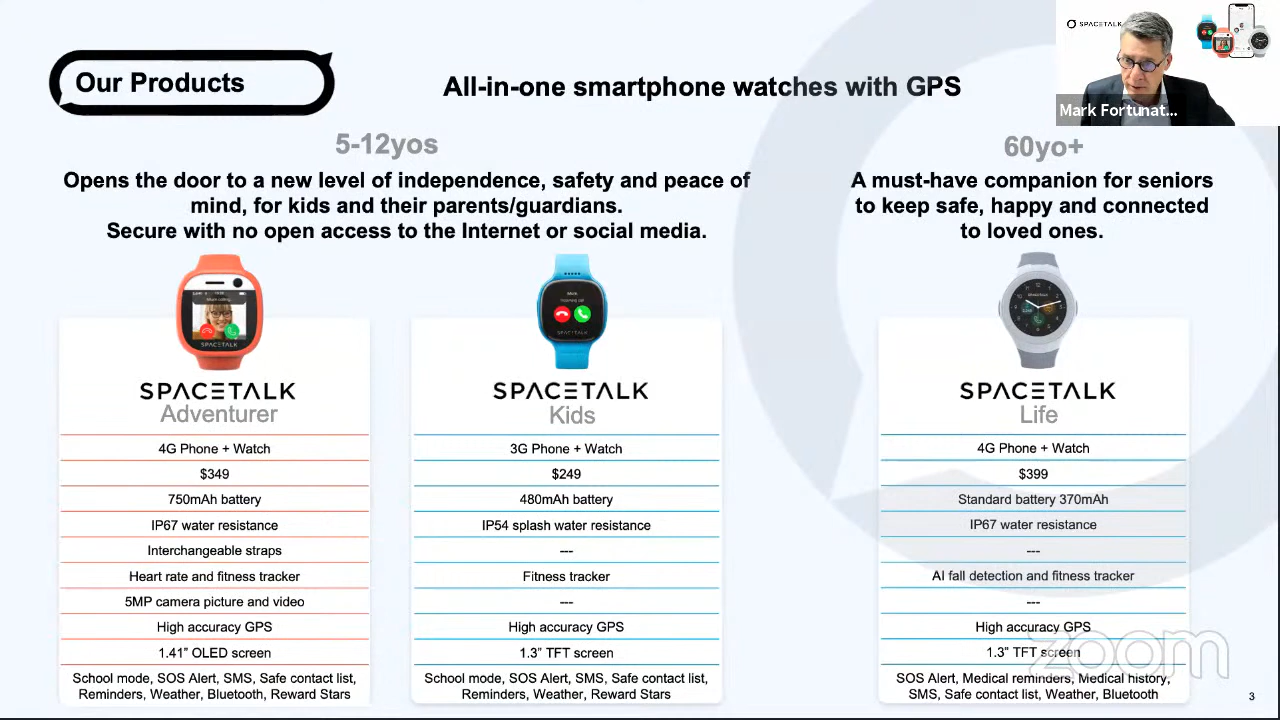 SPACETALK
Mark Fortunat...
Our Products
All-in-one smartphone watches with GPS
5-12yos
Opens the door to a new level of independence, safety and peace of
mind, for kids and their parents/guardians.
Secure with no open access to the Internet or social media.
60yo+
A must-have companion for seniors
to keep safe, happy and connected
to loved ones.
SPACETALK
SPACETALK
SPACETALK
Adventurer
4G Phone + Watch
$349
750mAh battery
IP67 water resistance
Interchangeable straps
Heart rate and fitness tracker
5MP camera picture and video
High accuracy GPS
1.41” OLED screen
School mode, SOS Alert, SMS, Safe contact list,
Reminders, Weather, Bluetooth, Reward Stars
SPACETALK
Kids
3G Phone + Watch
$249
480mAh battery
IP54 splash water resistance
---
Fitness tracker
---
High accuracy GPS
1.3” TFT screen
School mode, SOS Alert, SMS, Safe contact list,
Reminders, Weather, Reward Stars
SPACETALK
Life
4G Phone + Watch
$399
Standard battery 370mAh
IP67 water resistance
---
AI fall detection and fitness tracker
---
High accuracy GPS
1.3” TFT screen
SOS Alert, Medical reminders, Medical history,
SMS, Safe contact list, Weather, Bluetooth
zoom
3